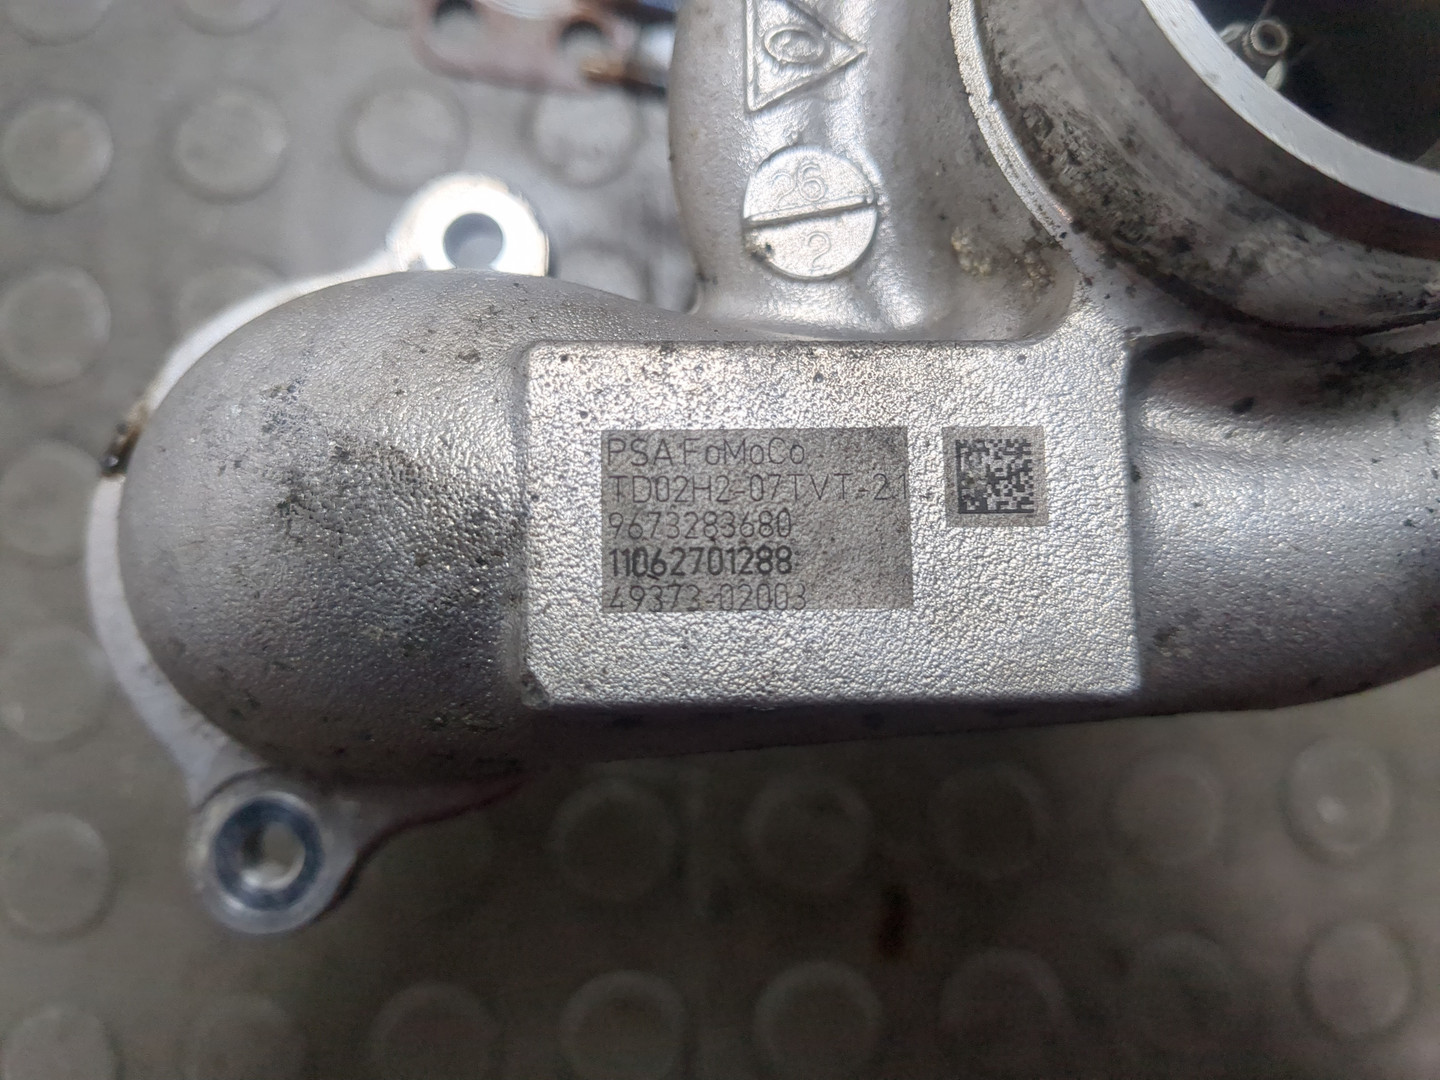 26
2
PSA FoMoCo
TD02H2-07TVT-2.1
9673283680
11062701288
49373-02003